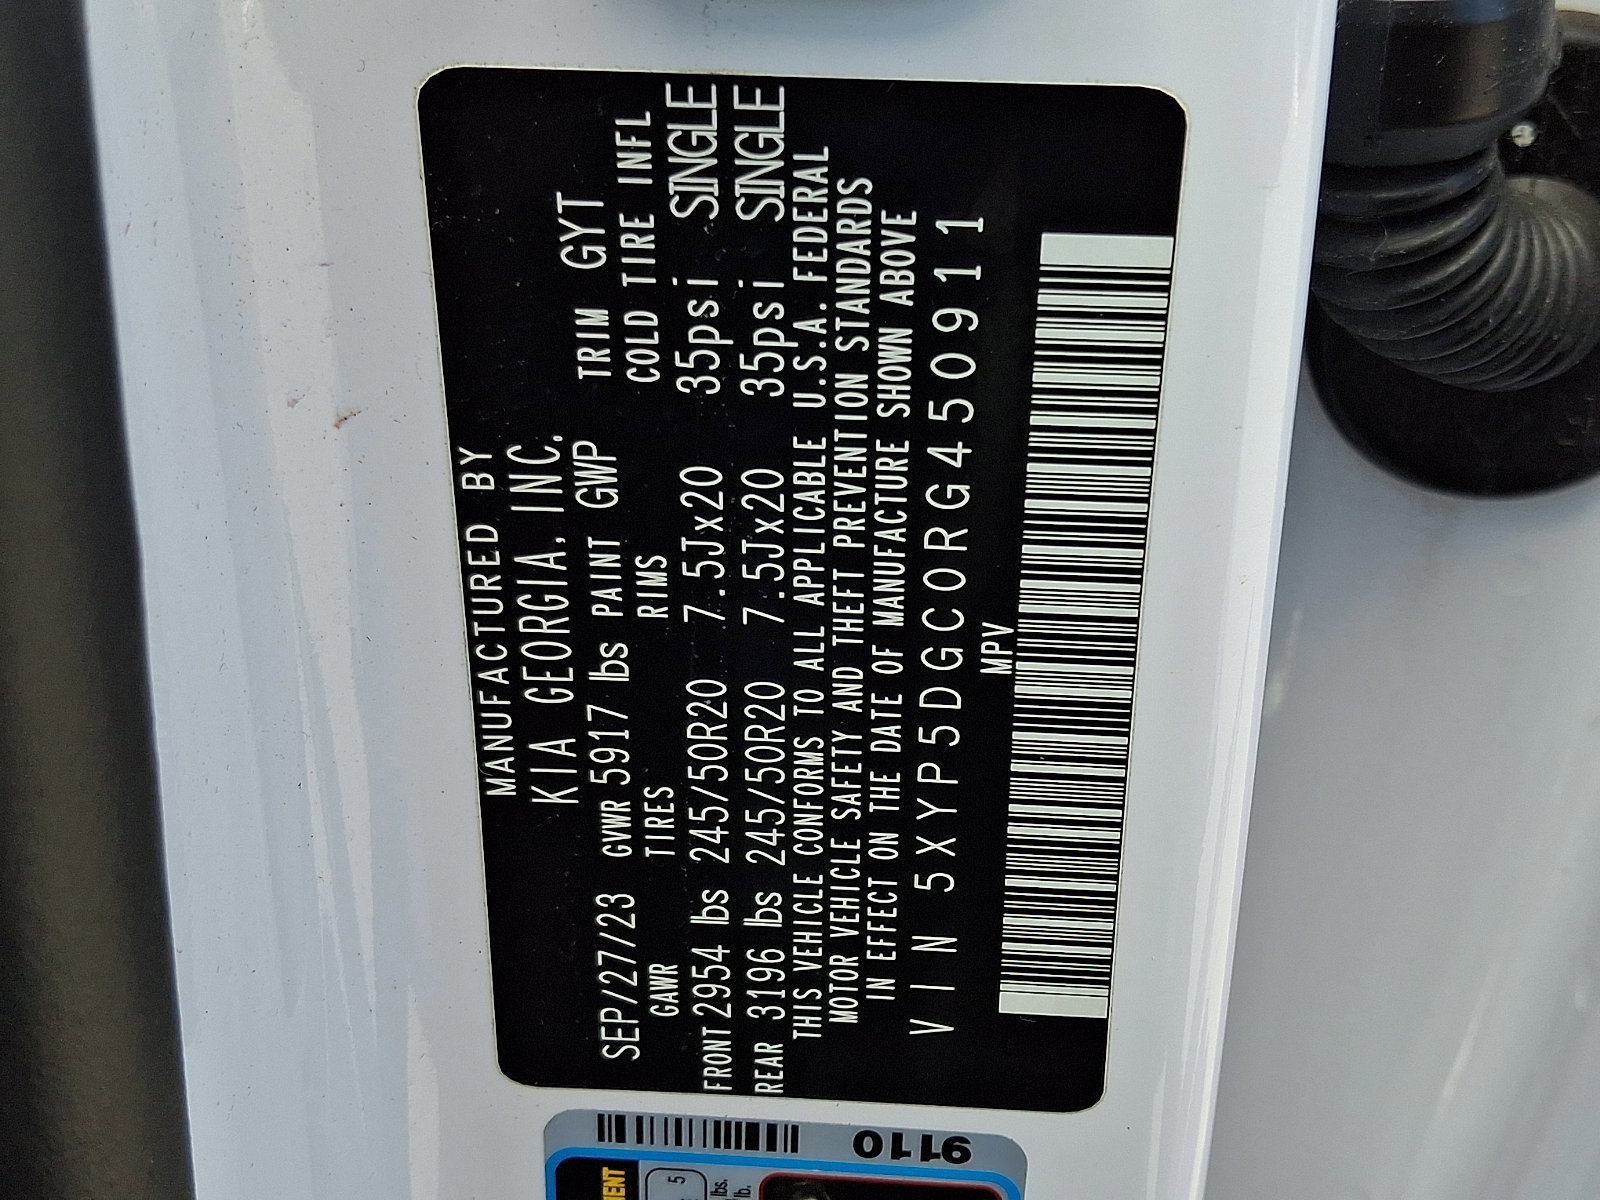 MANUFACTURED BY
KIA GEORGIA, INC.
SEP/27/23 GVWR 5917 lbs PAINT GWP TRIM GYT
GAWR TIRES RIMS COLD TIRE INFL
FRONT 2954 lbs 245/50R20 7.5Jx20 35psi SINGLE
REAR 3196 lbs 245/50R20 7.5Jx20 35psi SINGLE
THIS VEHICLE CONFORMS TO ALL APPLICABLE U.S.A. FEDERAL
MOTOR VEHICLE SAFETY AND THEFT PREVENTION STANDARDS
IN EFFECT ON THE DATE OF MANUFACTURE SHOWN ABOVE
VIN 5XYP5DGC0RG450911
MPV
9110
5
lbs.
lb.